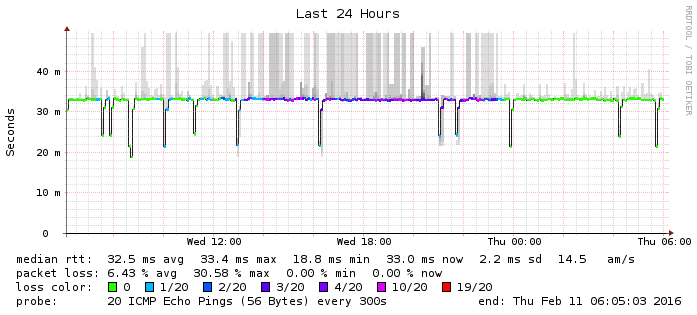 Last 24 Hours
RRDTOOL / TOBI OETIKER
Seconds
40 m
30 m
20 m
10 m
0
Wed 12:00 Wed 18:00 Thu 00:00 Thu 06:00
median rtt: 32.5 ms avg 33.4 ms max 18.8 ms min 33.0 ms now 2.2 ms sd 14.5 am/s
packet loss: 6.43 % avg 30.58 % max 0.00 % min 0.00 % now
loss color: 0 1/20 2/20 3/20 4/20 10/20 19/20
probe: 20 ICMP Echo Pings (56 Bytes) every 300s end: Thu Feb 11 06:05:03 2016